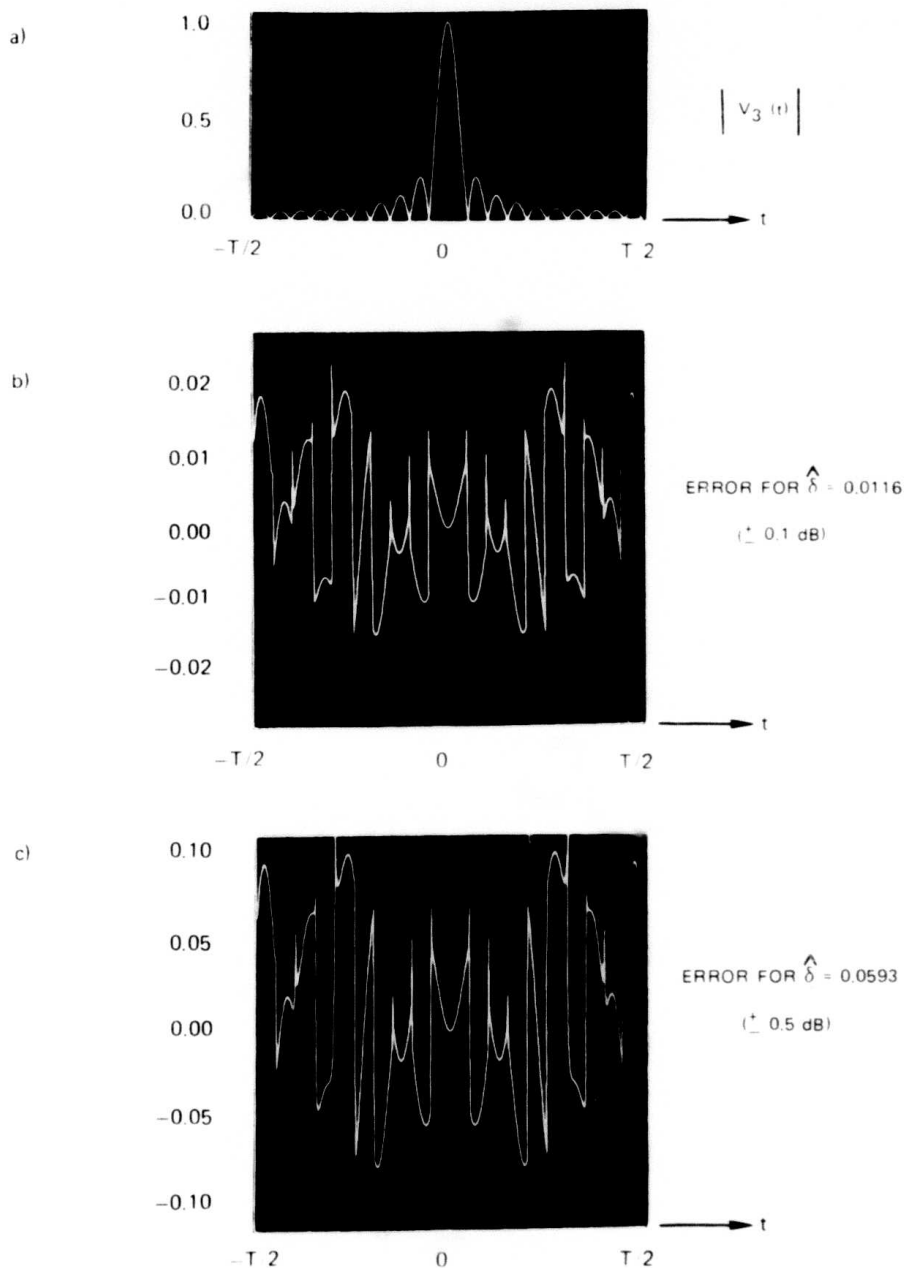 a)
1.0
0.5
0.0
| V3 (t) |
t
−T/2
0
T 2
b)
0.02
0.01
0.00
−0.01
−0.02
ERROR FOR δ̂ = 0.0116
(± 0.1 dB)
t
−T/2
0
T/2
c)
0.10
0.05
0.00
−0.05
−0.10
ERROR FOR δ̂ = 0.0593
(± 0.5 dB)
t
−T 2
0
T 2